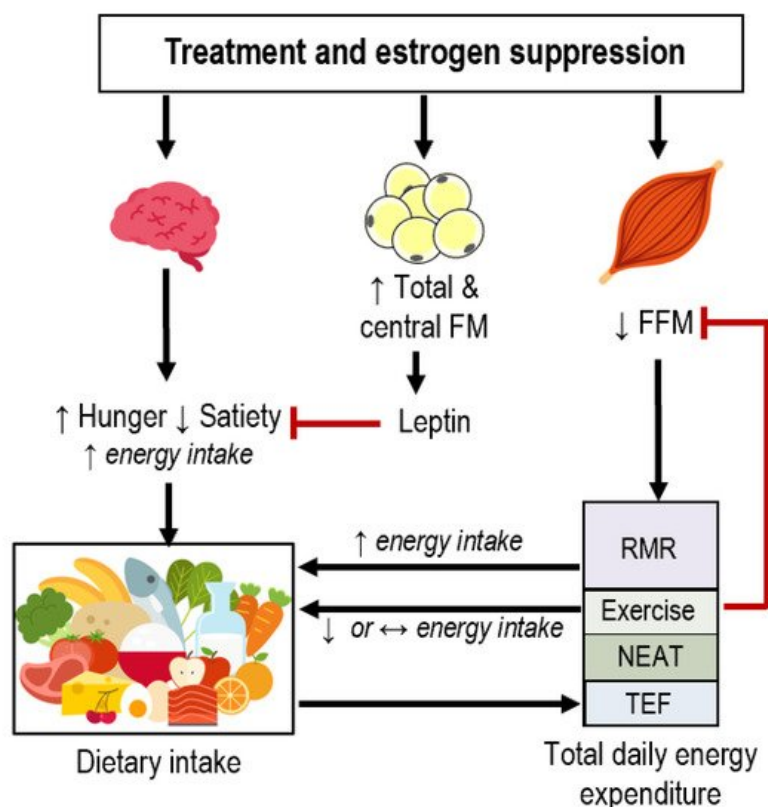 Treatment and estrogen suppression
↑ Total &
central FM
↓ FFM
↑ Hunger ↓ Satiety
↑ energy intake
Leptin
↑ energy intake
↓ or ↔ energy intake
RMR
Exercise
NEAT
TEF
Dietary intake
Total daily energy
expenditure